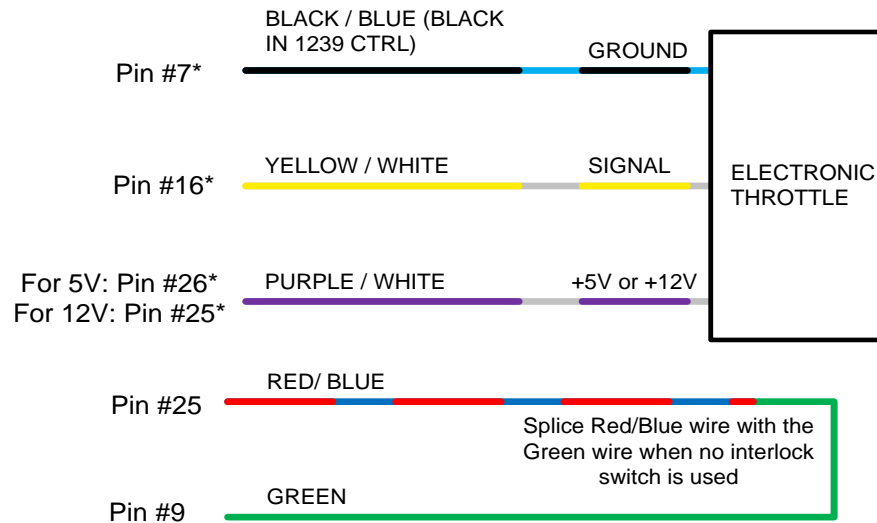 BLACK / BLUE (BLACK
IN 1239 CTRL)
GROUND
Pin #7*
YELLOW / WHITE
SIGNAL
Pin #16*
ELECTRONIC
THROTTLE
For 5V: Pin #26*
For 12V: Pin #25*
PURPLE / WHITE
+5V or +12V
RED/ BLUE
Pin #25
Splice Red/Blue wire with the
Green wire when no interlock
switch is used
GREEN
Pin #9